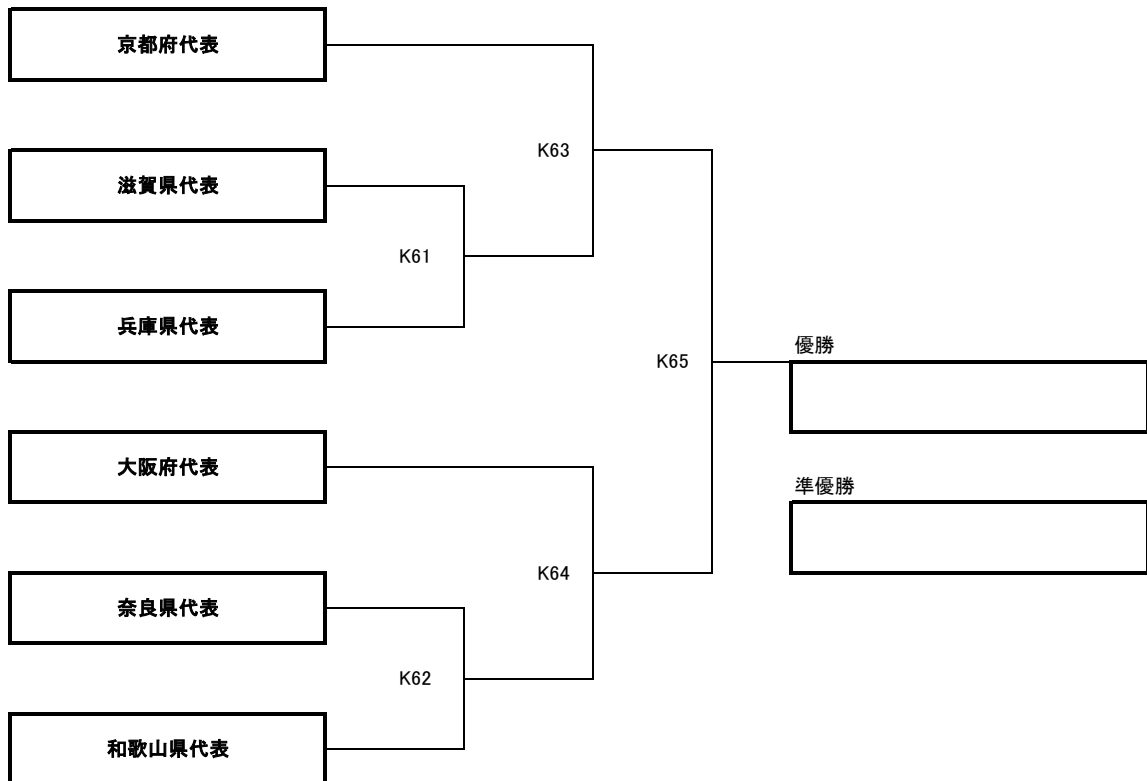 京都府代表
K63
滋賀県代表
K61
兵庫県代表
K65
優勝
大阪府代表
準優勝
K64
奈良県代表
K62
和歌山県代表